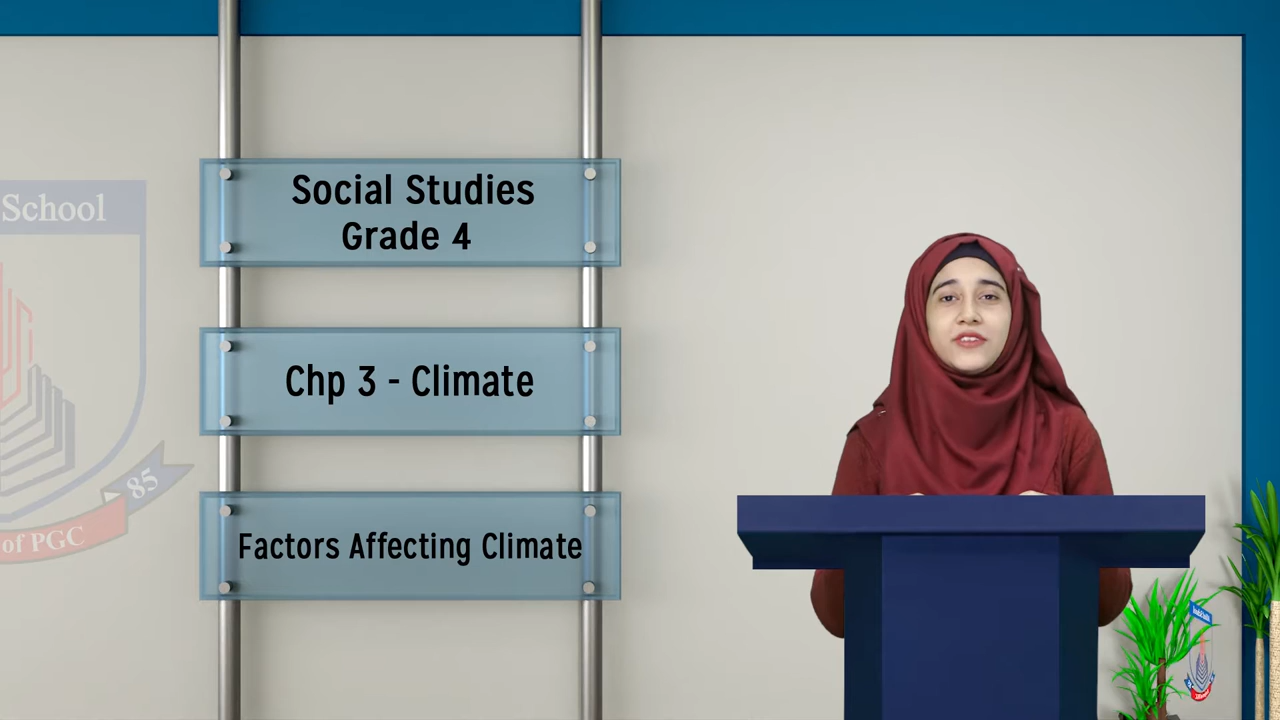 School
85
of PGC
Social Studies
Grade 4
Chp 3 - Climate
Factors Affecting Climate